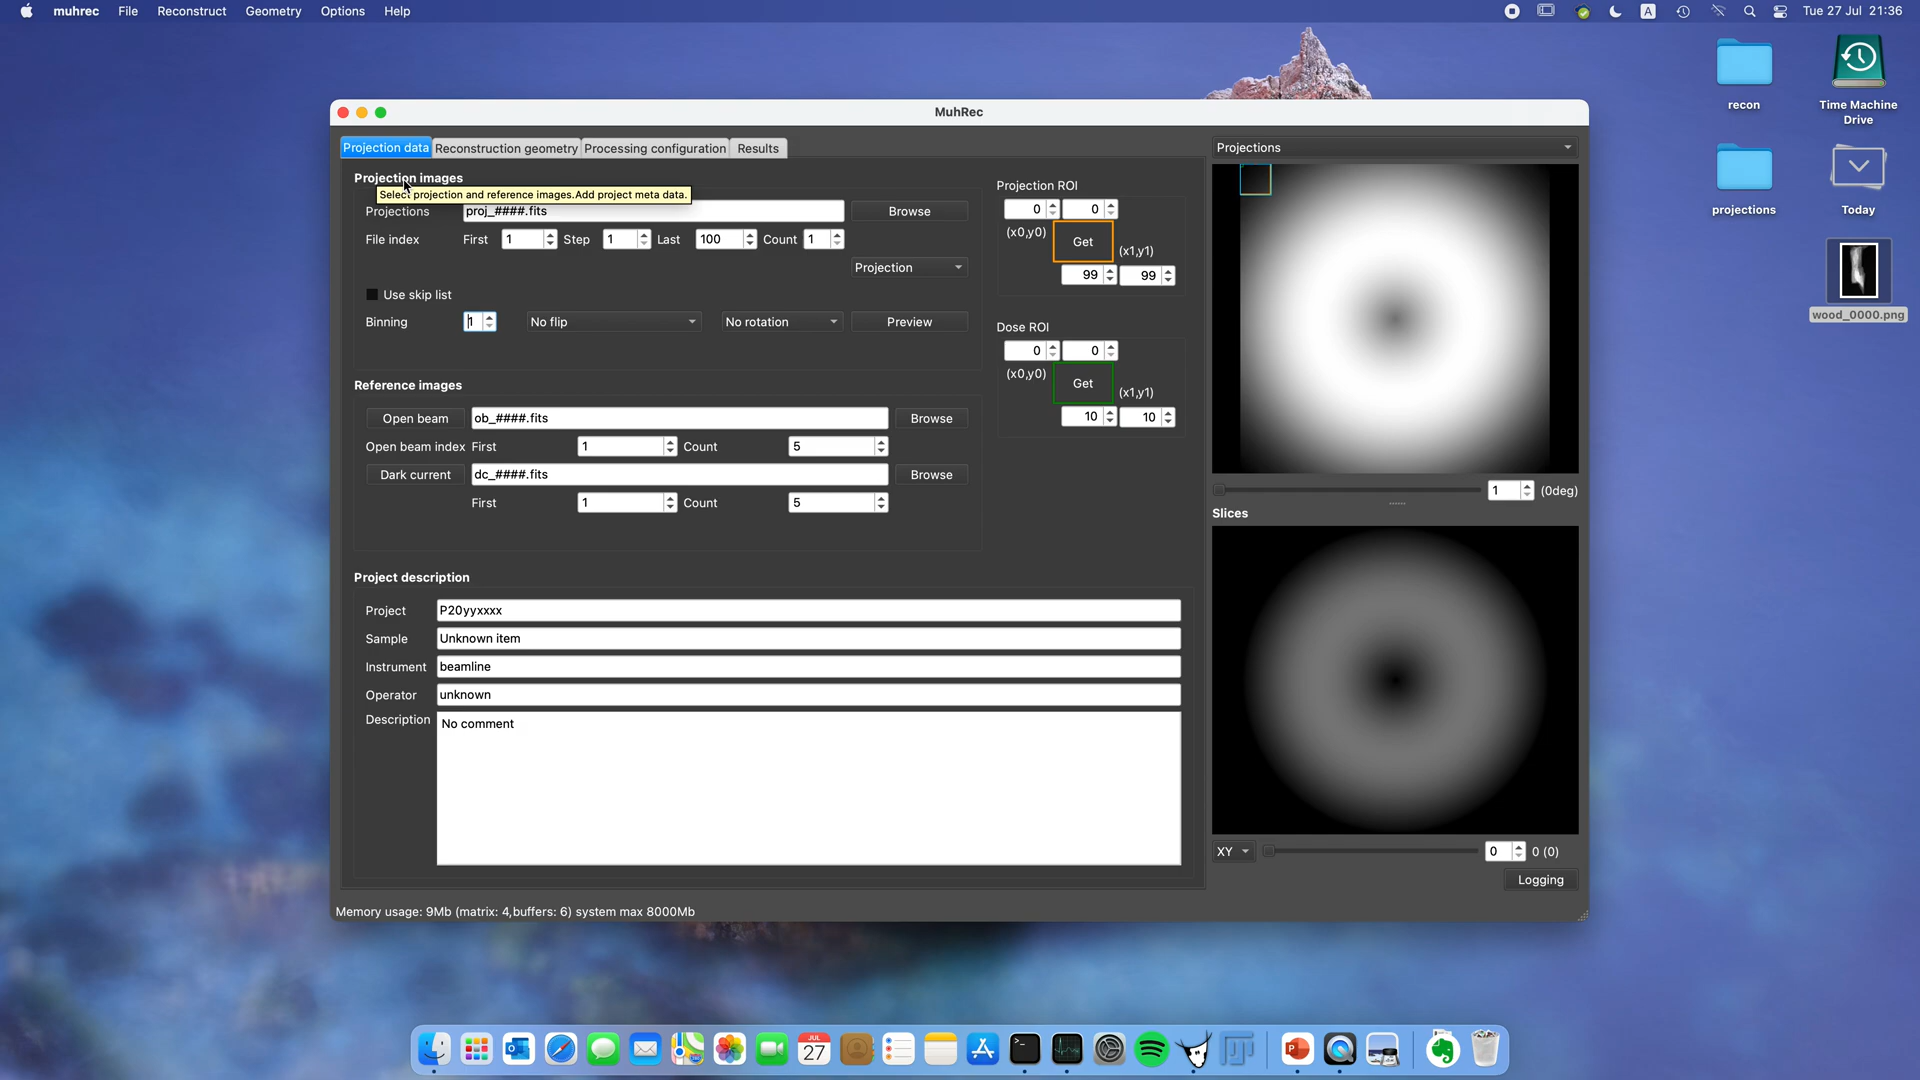 muhrec File Reconstruct Geometry Options Help
A Tue 27 Jul 21:36
recon
Time Machine
Drive
projections
Today
wood_0000.png
MuhRec
Projection data Reconstruction geometry Processing configuration Results
Projection images
Select projection and reference images.Add project meta data.
Projections proj_####.fits Browse
File index First 1 Step 1 Last 100 Count 1
Projection
Use skip list
Binning 1 No flip No rotation Preview
Projection ROI
0 0
(x0,y0) Get (x1,y1)
99 99
Dose ROI
0 0
(x0,y0) Get (x1,y1)
10 10
Reference images
Open beam ob_####.fits Browse
Open beam index First 1 Count 5
Dark current dc_####.fits Browse
First 1 Count 5
Project description
Project P20yyxxxx
Sample Unknown item
Instrument beamline
Operator unknown
Description No comment
Projections
1 (0deg)
Slices
XY 0 0 (0)
Logging
Memory usage: 9Mb (matrix: 4,buffers: 6) system max 8000Mb
JUL
27